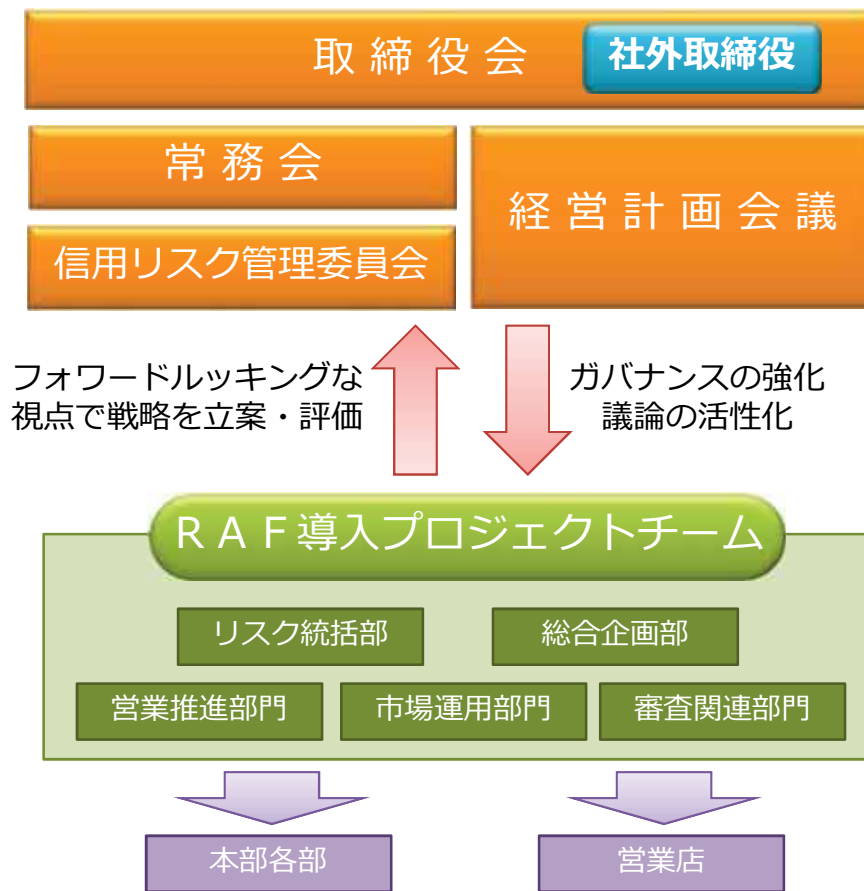 取締役会 社外取締役
常務会
経営計画会議
信用リスク管理委員会
フォワードルッキングな
視点で戦略を立案・評価
ガバナンスの強化
議論の活性化
ＲＡＦ導入プロジェクトチーム
リスク統括部 総合企画部
営業推進部門 市場運用部門 審査関連部門
本部各部 営業店